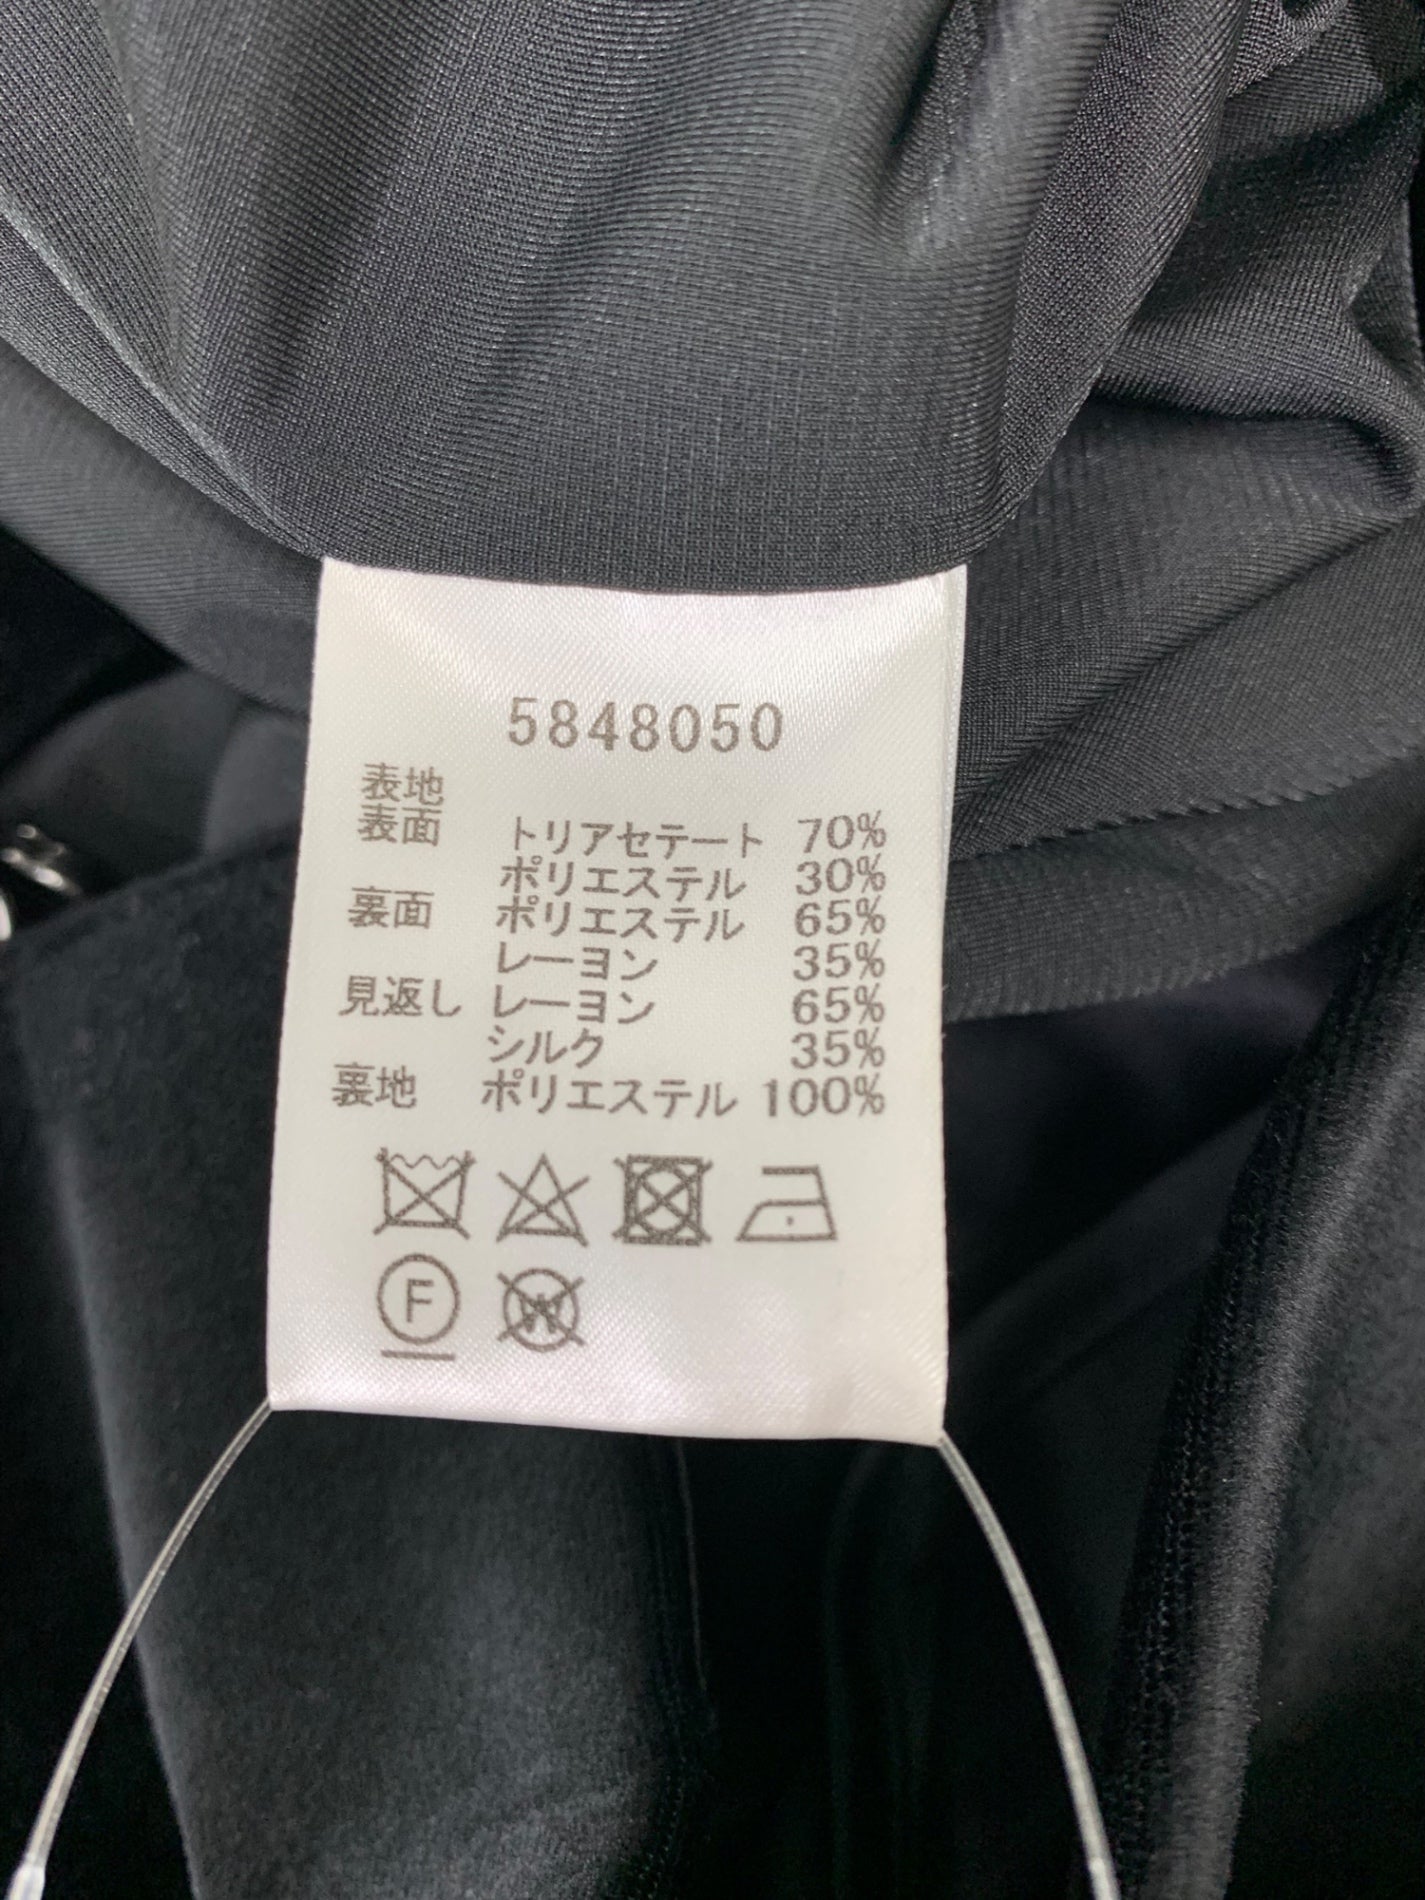 5848050
表地
表面 トリアセテート 70%
ポリエステル 30%
裏面 ポリエステル 65%
レーヨン 35%
見返し レーヨン 65%
シルク 35%
裏地 ポリエステル 100%
F W